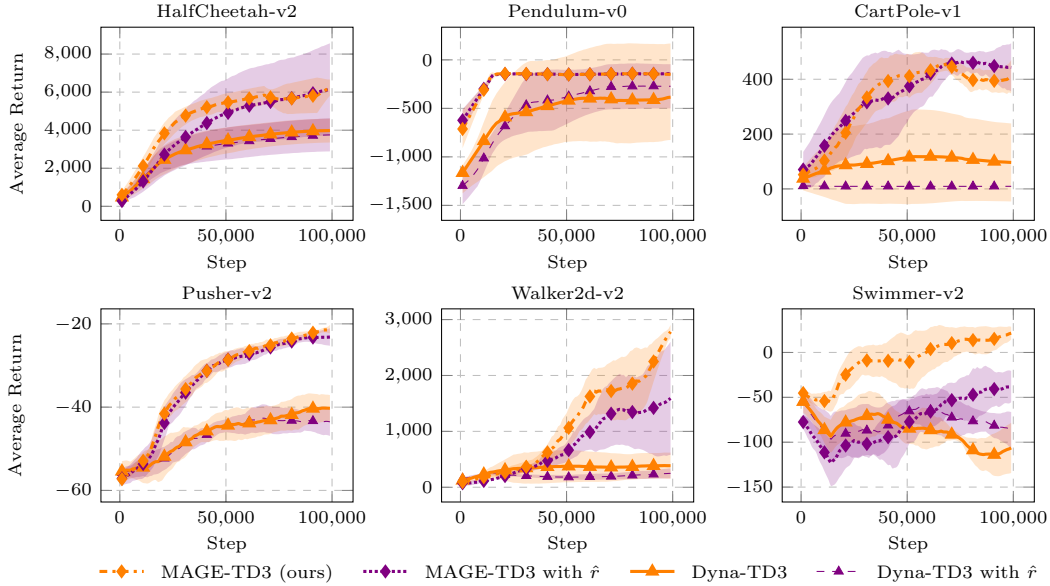 HalfCheetah-v2
Pendulum-v0
CartPole-v1
Average Return
8,000
6,000
4,000
2,000
0
0
50,000
100,000
Step
0
−500
−1,000
−1,500
0
50,000
100,000
Step
400
200
0
0
50,000
100,000
Step
Pusher-v2
Walker2d-v2
Swimmer-v2
Average Return
−20
−40
−60
0
50,000
100,000
Step
3,000
2,000
1,000
0
0
50,000
100,000
Step
0
−50
−100
−150
0
50,000
100,000
Step
MAGE-TD3 (ours)
MAGE-TD3 with r̂
Dyna-TD3
Dyna-TD3 with r̂